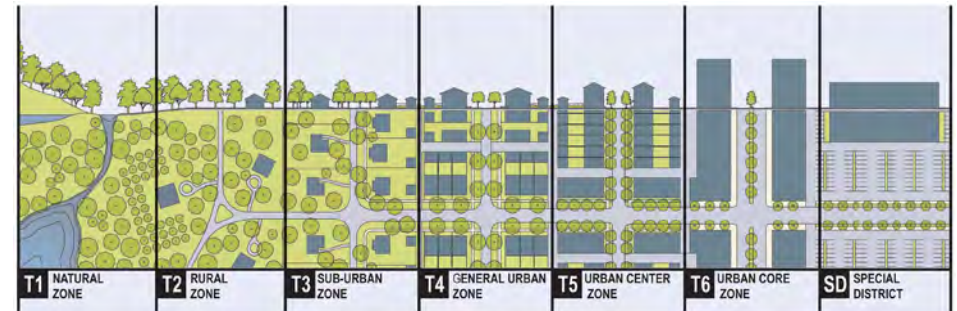 T1 NATURAL
ZONE
T2 RURAL
ZONE
T3 SUB-URBAN
ZONE
T4 GENERAL URBAN
ZONE
T5 URBAN CENTER
ZONE
T6 URBAN CORE
ZONE
SD SPECIAL
DISTRICT